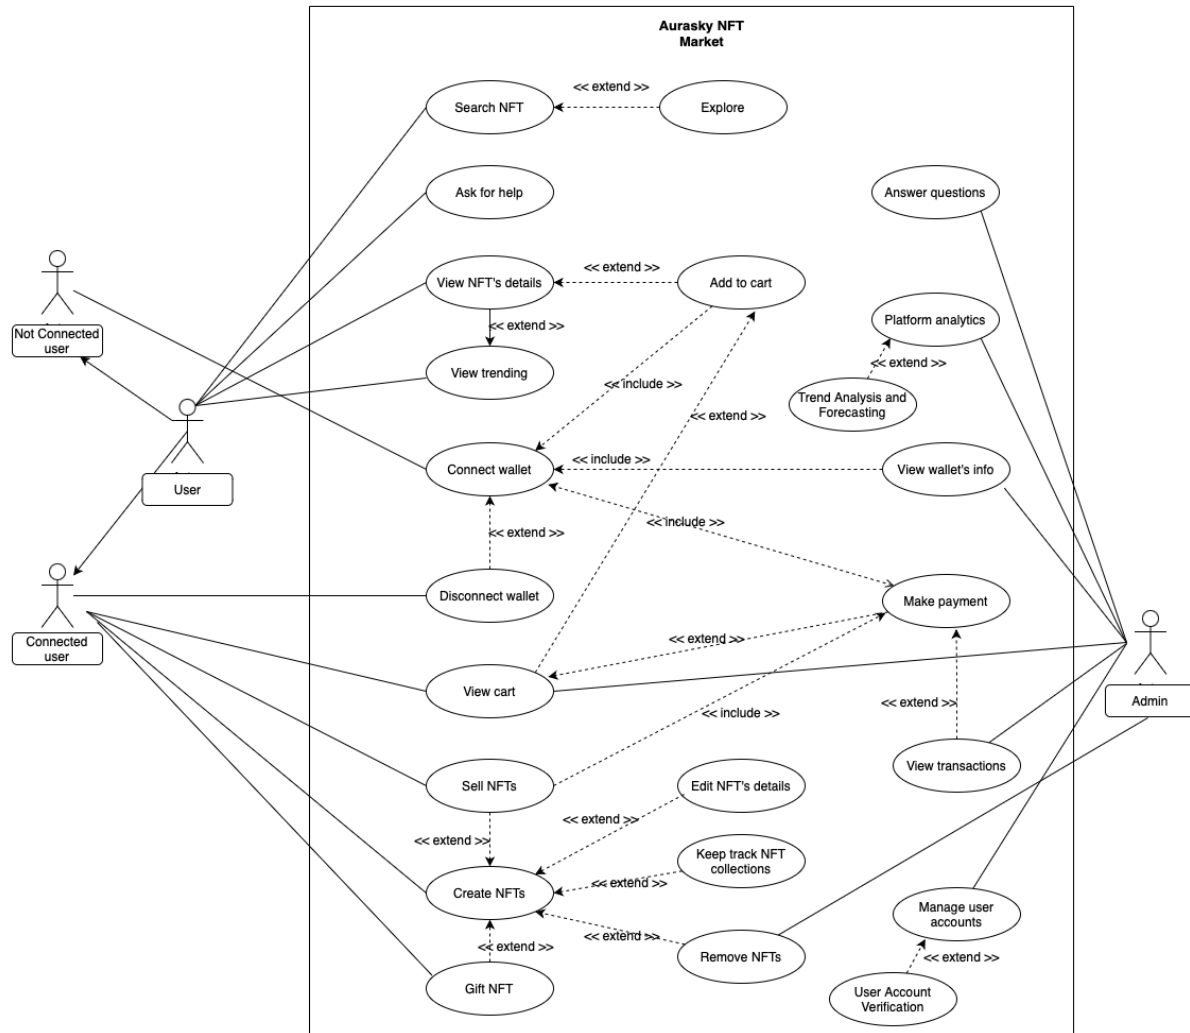 Aurasky NFT
Market
Search NFT
<< extend >>
Explore
Ask for help
Answer questions
View NFT's details
<< extend >>
Add to cart
Not Connected
user
<< extend >>
Platform analytics
<< extend >>
View trending
<< include >>
Trend Analysis and
Forecasting
<< extend >>
User
Connect wallet
<< include >>
View wallet's info
<< include >>
<< extend >>
Disconnect wallet
Make payment
Connected
user
<< extend >>
View cart
<< include >>
<< extend >>
Admin
View transactions
Sell NFTs
Edit NFT's details
<< extend >>
<< extend >>
Keep track NFT
collections
<< extend >>
Create NFTs
<< extend >>
Manage user
accounts
<< extend >>
Remove NFTs
<< extend >>
Gift NFT
User Account
Verification